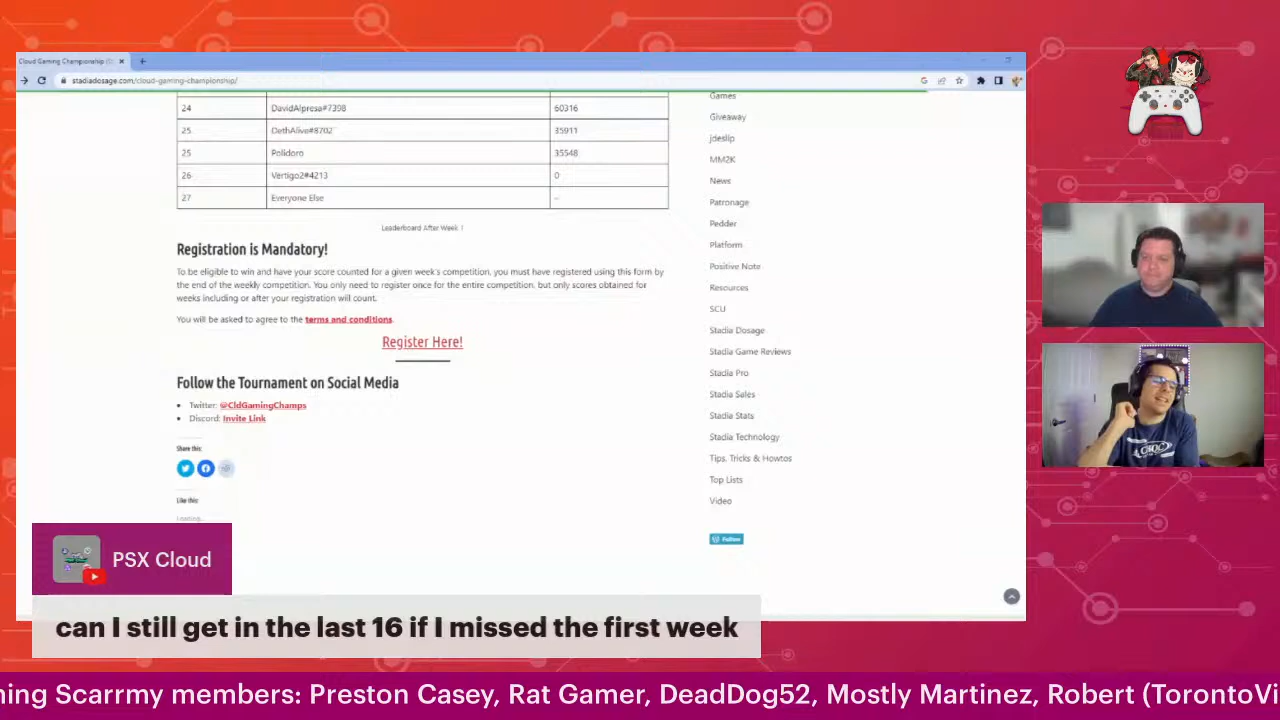 Cloud Gaming Championship (S
stadiadosage.com/cloud-gaming-championship/
24 DavidAlpresa#7398 60316
25 DethAlive#8702 35911
25 Polidoro 35548
26 Vertigo2#4213 0
27 Everyone Else –
Leaderboard After Week 1
Registration is Mandatory!
To be eligible to win and have your score counted for a given week's competition, you must have registered using this form by
the end of the weekly competition. You only need to register once for the entire competition, but only scores obtained for
weeks including or after your registration will count.
You will be asked to agree to the terms and conditions.
Register Here!
Follow the Tournament on Social Media
• Twitter: @CldGamingChamps
• Discord: Invite Link
Share this:
Like this:
Loading...
Games
Giveaway
jdeslip
MM2K
News
Patronage
Pedder
Platform
Positive Note
Resources
SCU
Stadia Dosage
Stadia Game Reviews
Stadia Pro
Stadia Sales
Stadia Stats
Stadia Technology
Tips, Tricks & Howtos
Top Lists
Video
Follow
PSX Cloud
can I still get in the last 16 if I missed the first week
ning Scarrmy members: Preston Casey, Rat Gamer, DeadDog52, Mostly Martinez, Robert (TorontoVi